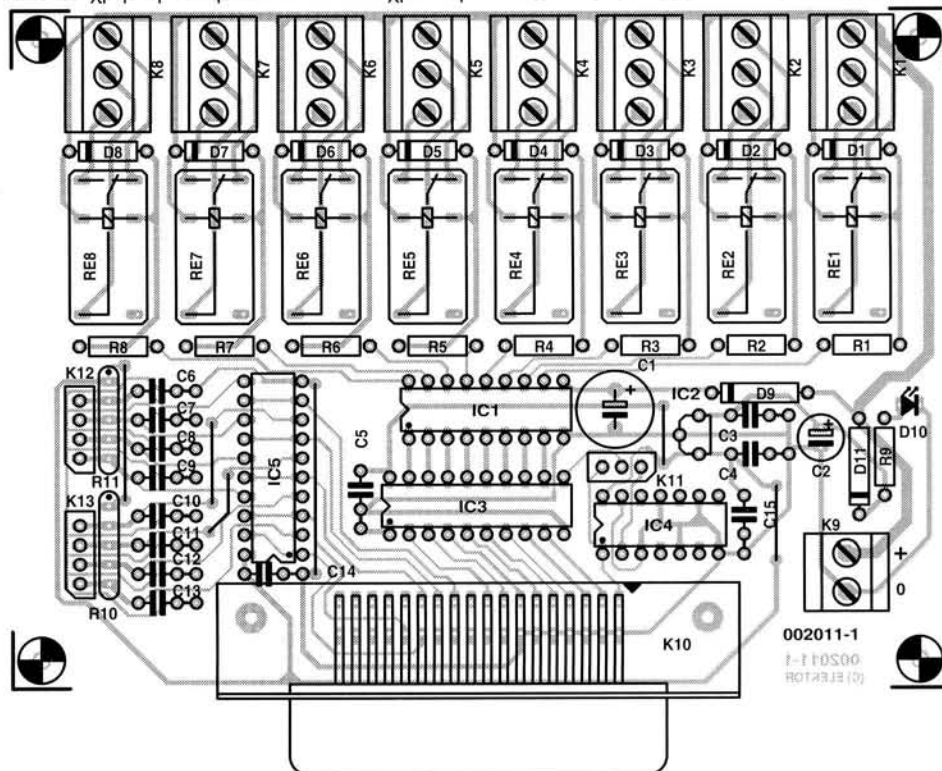 K8 K7 K6 K5 K4 K3 K2 K1
D8 D7 D6 D5 D4 D3 D2 D1
RE8 RE7 RE6 RE5 RE4 RE3 RE2 RE1
R8 R7 R6 R5 R4 R3 R2 R1
K12 C6 C1
IC1 IC2 D9
C7
C8 C5 C3 C2 D10
C9 IC5 C4 D11 R9
R11 K11
K13 C10 IC3 IC4 C15
C11 K9 +
C12 C14
C13 0
R10
K10 002011-1
002011-1
(C) ELEKTOR